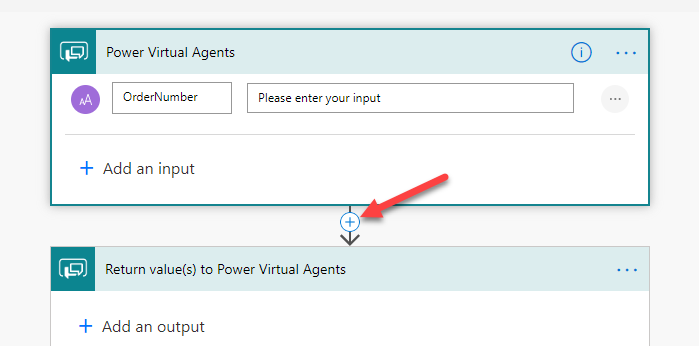 Power Virtual Agents
AA OrderNumber Please enter your input
+ Add an input
Return value(s) to Power Virtual Agents
+ Add an output